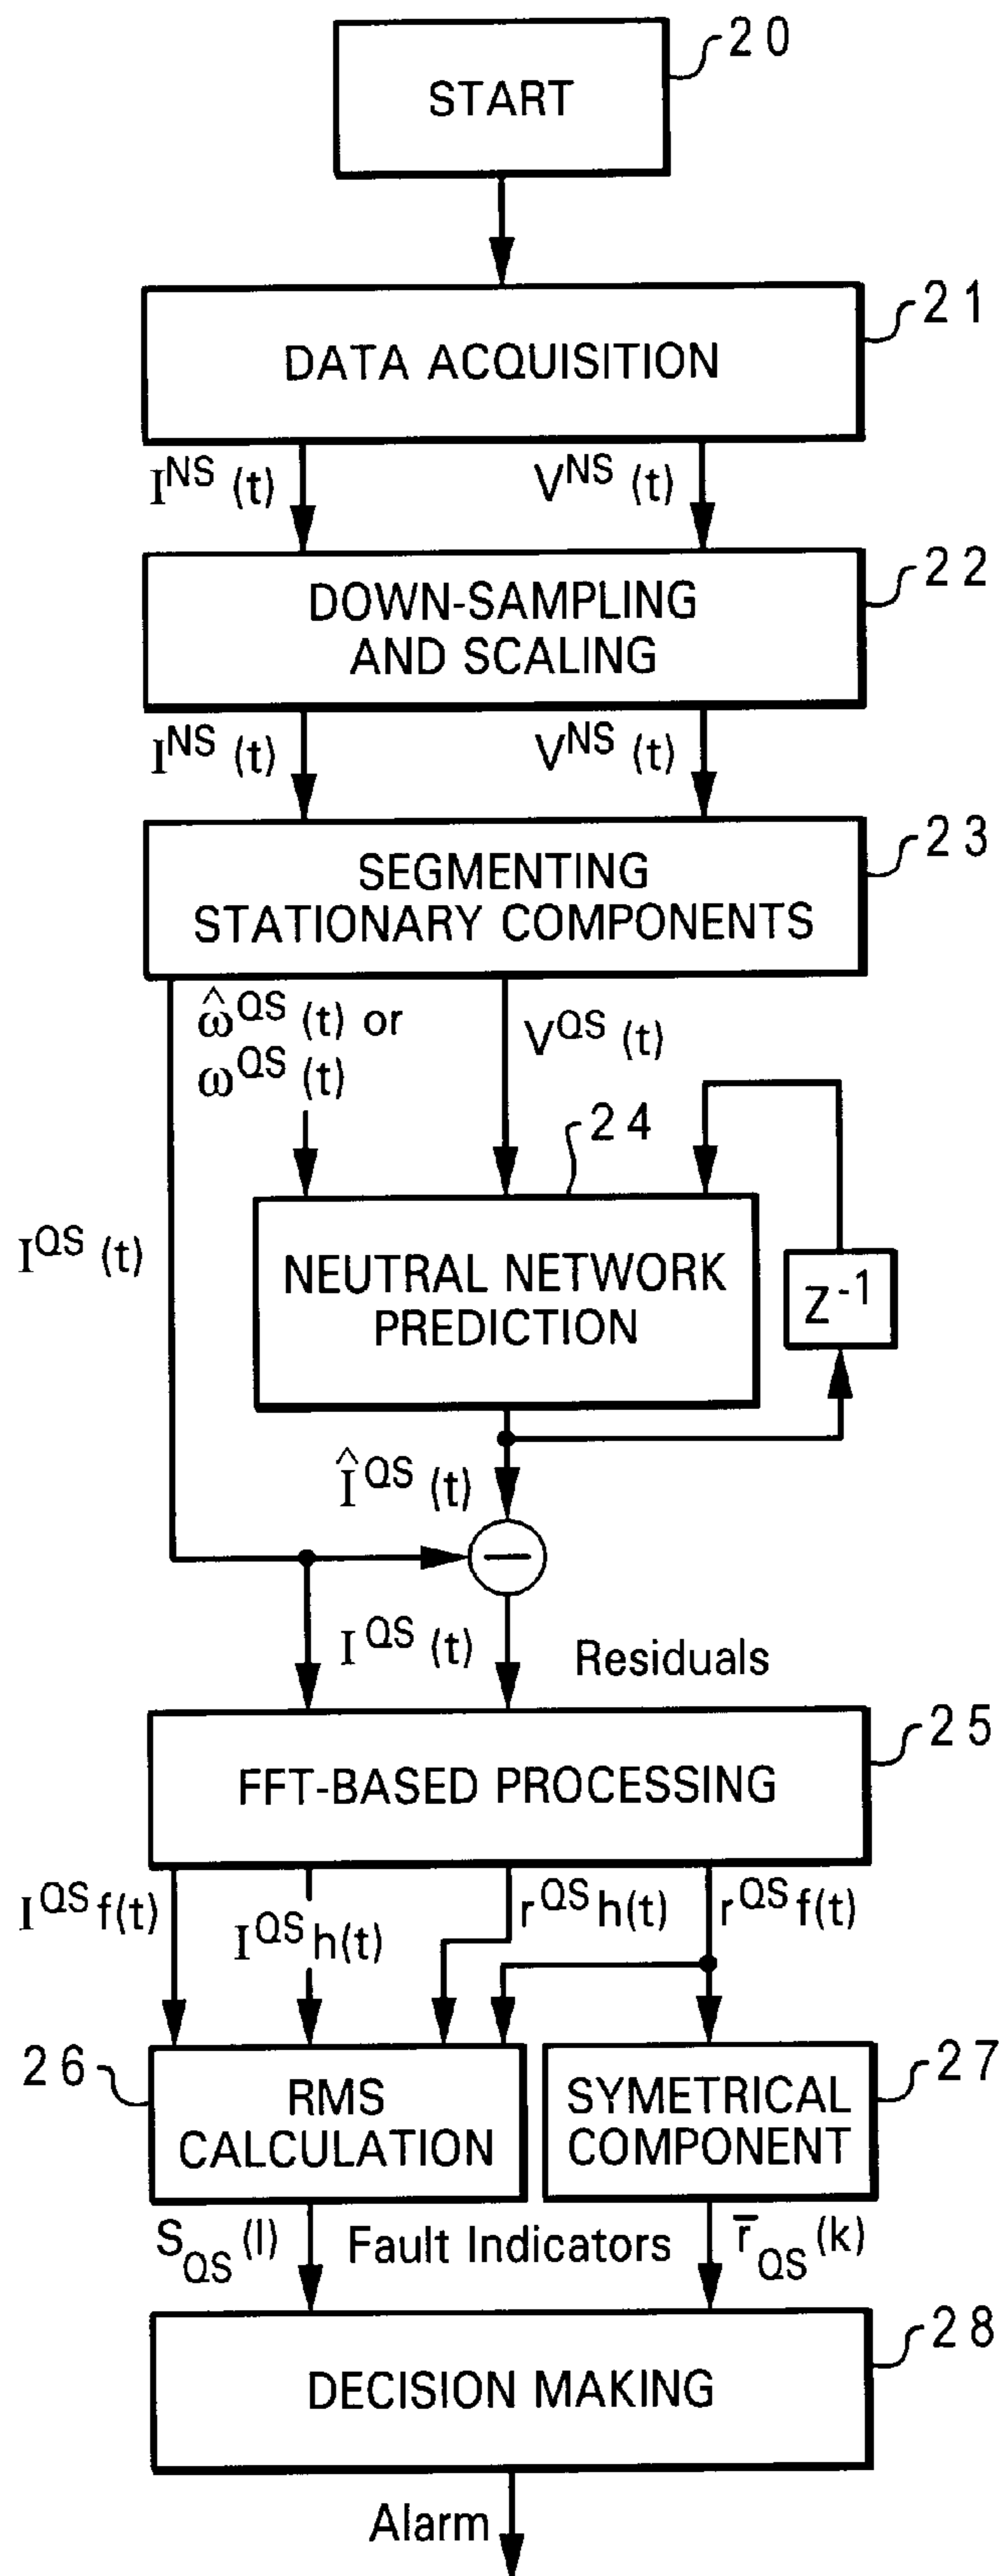 START
20
DATA ACQUISITION
21
I^NS (t)
V^NS (t)
DOWN-SAMPLING
AND SCALING
22
I^NS (t)
V^NS (t)
SEGMENTING
STATIONARY COMPONENTS
23
ω̂^QS (t) or
ω^QS (t)
V^QS (t)
24
I^QS (t)
NEUTRAL NETWORK
PREDICTION
Z^-1
Î^QS (t)
−
I^QS (t)
Residuals
FFT-BASED PROCESSING
25
I^QS f(t)
I^QS h(t)
r^QS h(t)
r^QS f(t)
26
RMS
CALCULATION
SYMETRICAL
COMPONENT
27
S_QS (l)
Fault Indicators
r̄_QS (k)
DECISION MAKING
28
Alarm